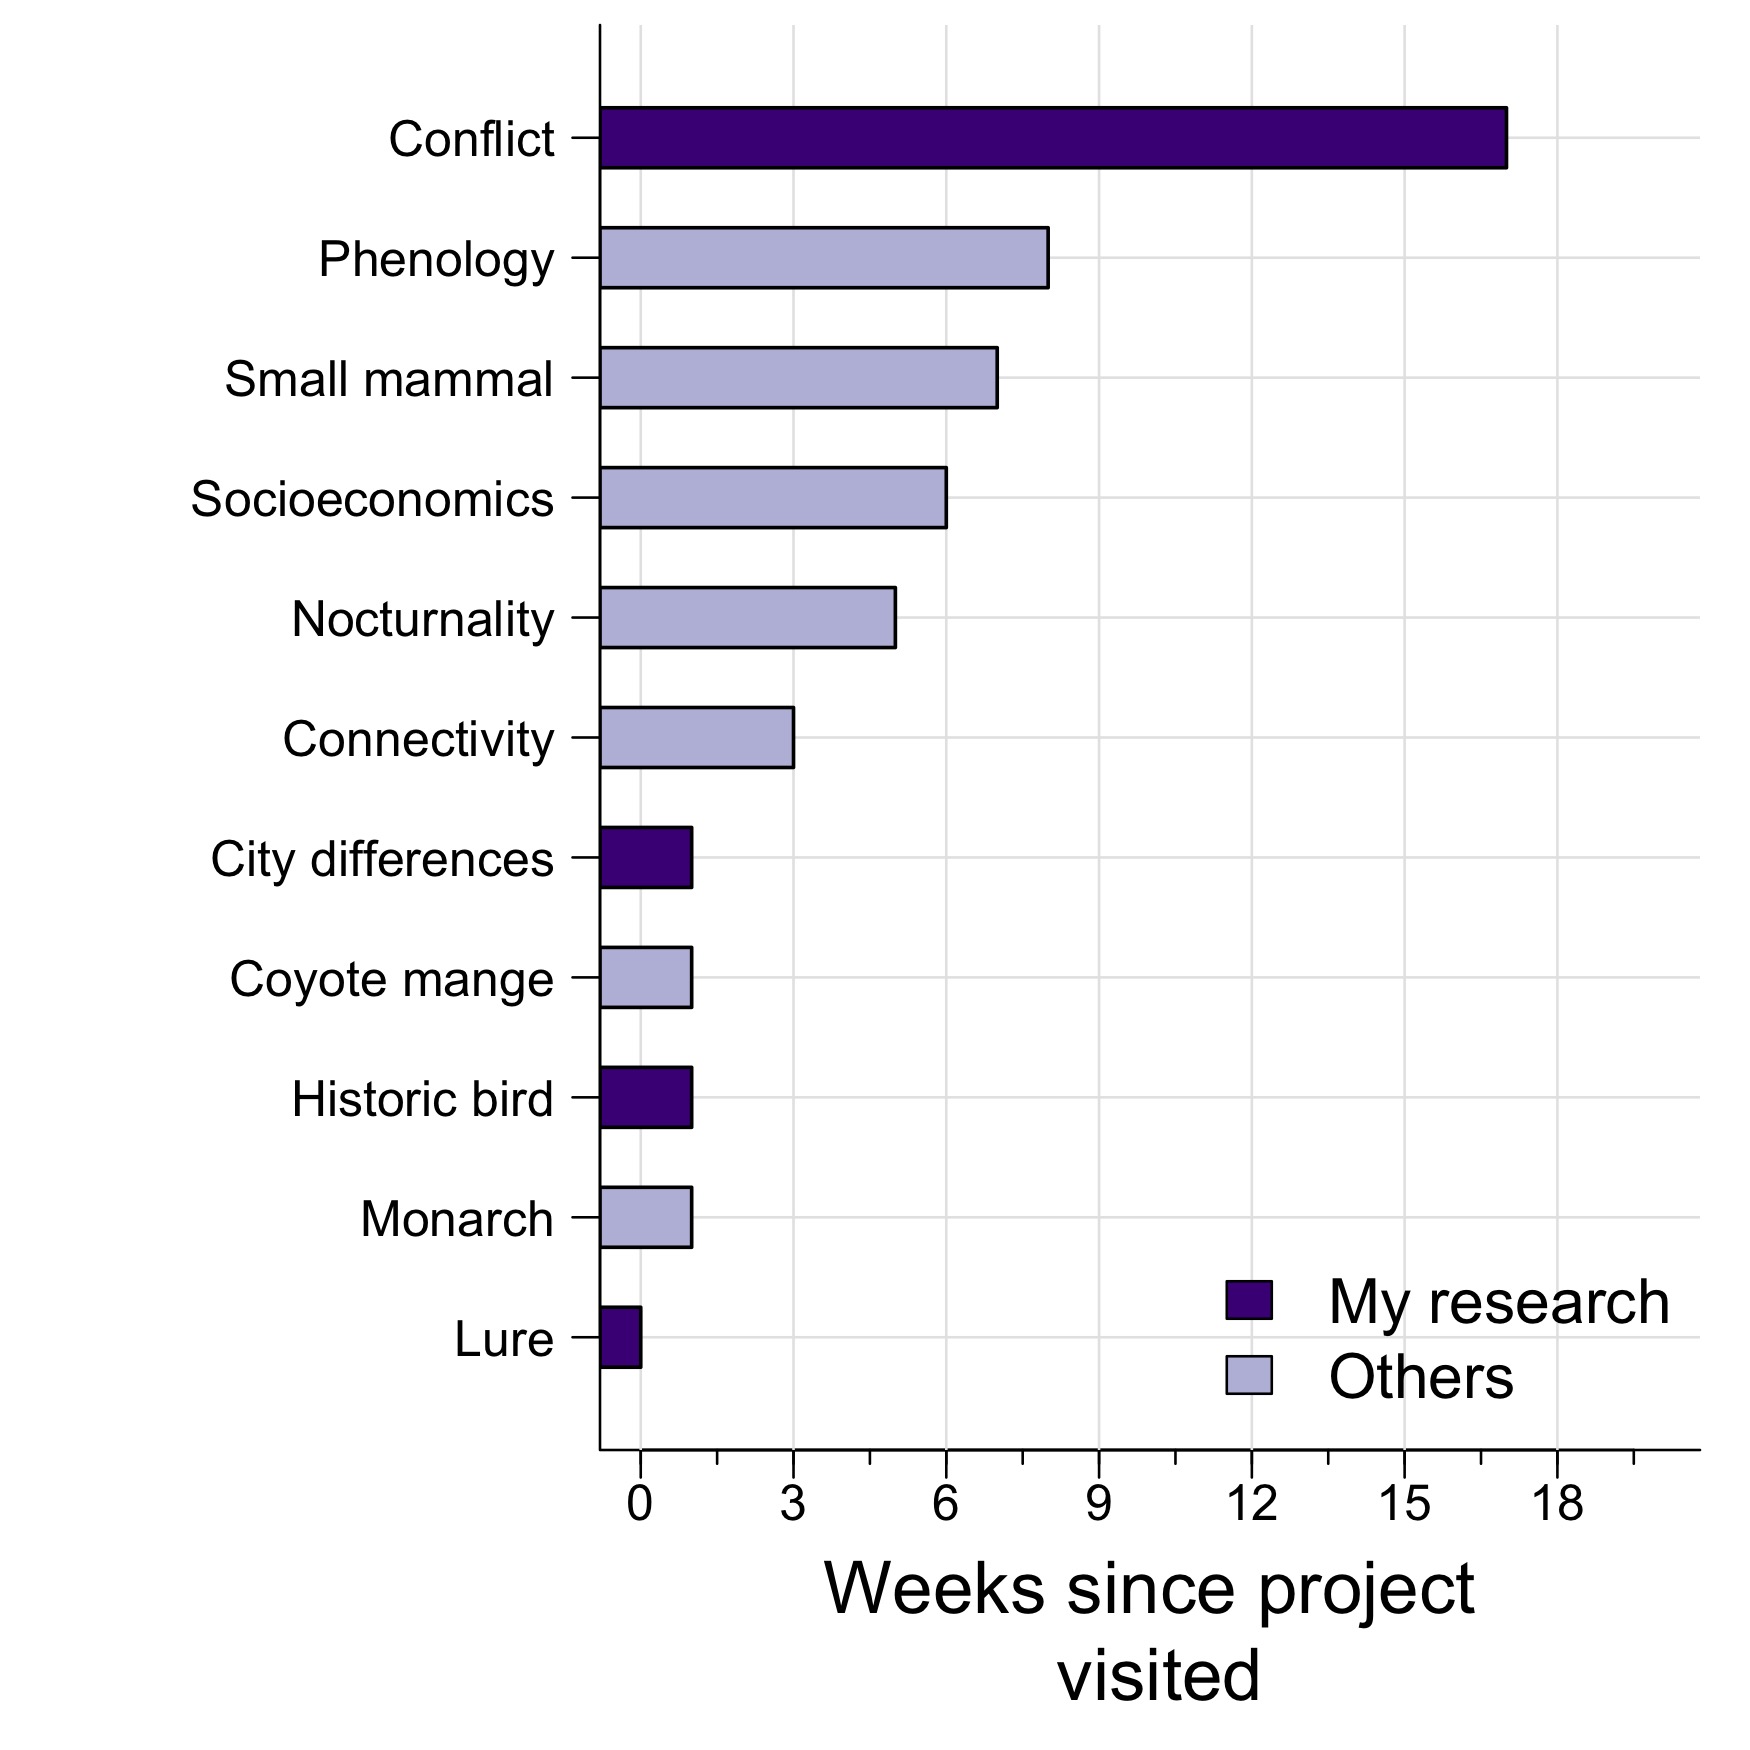 Conflict
Phenology
Small mammal
Socioeconomics
Nocturnality
Connectivity
City differences
Coyote mange
Historic bird
Monarch
Lure
My research
Others
0 3 6 9 12 15 18
Weeks since project
visited